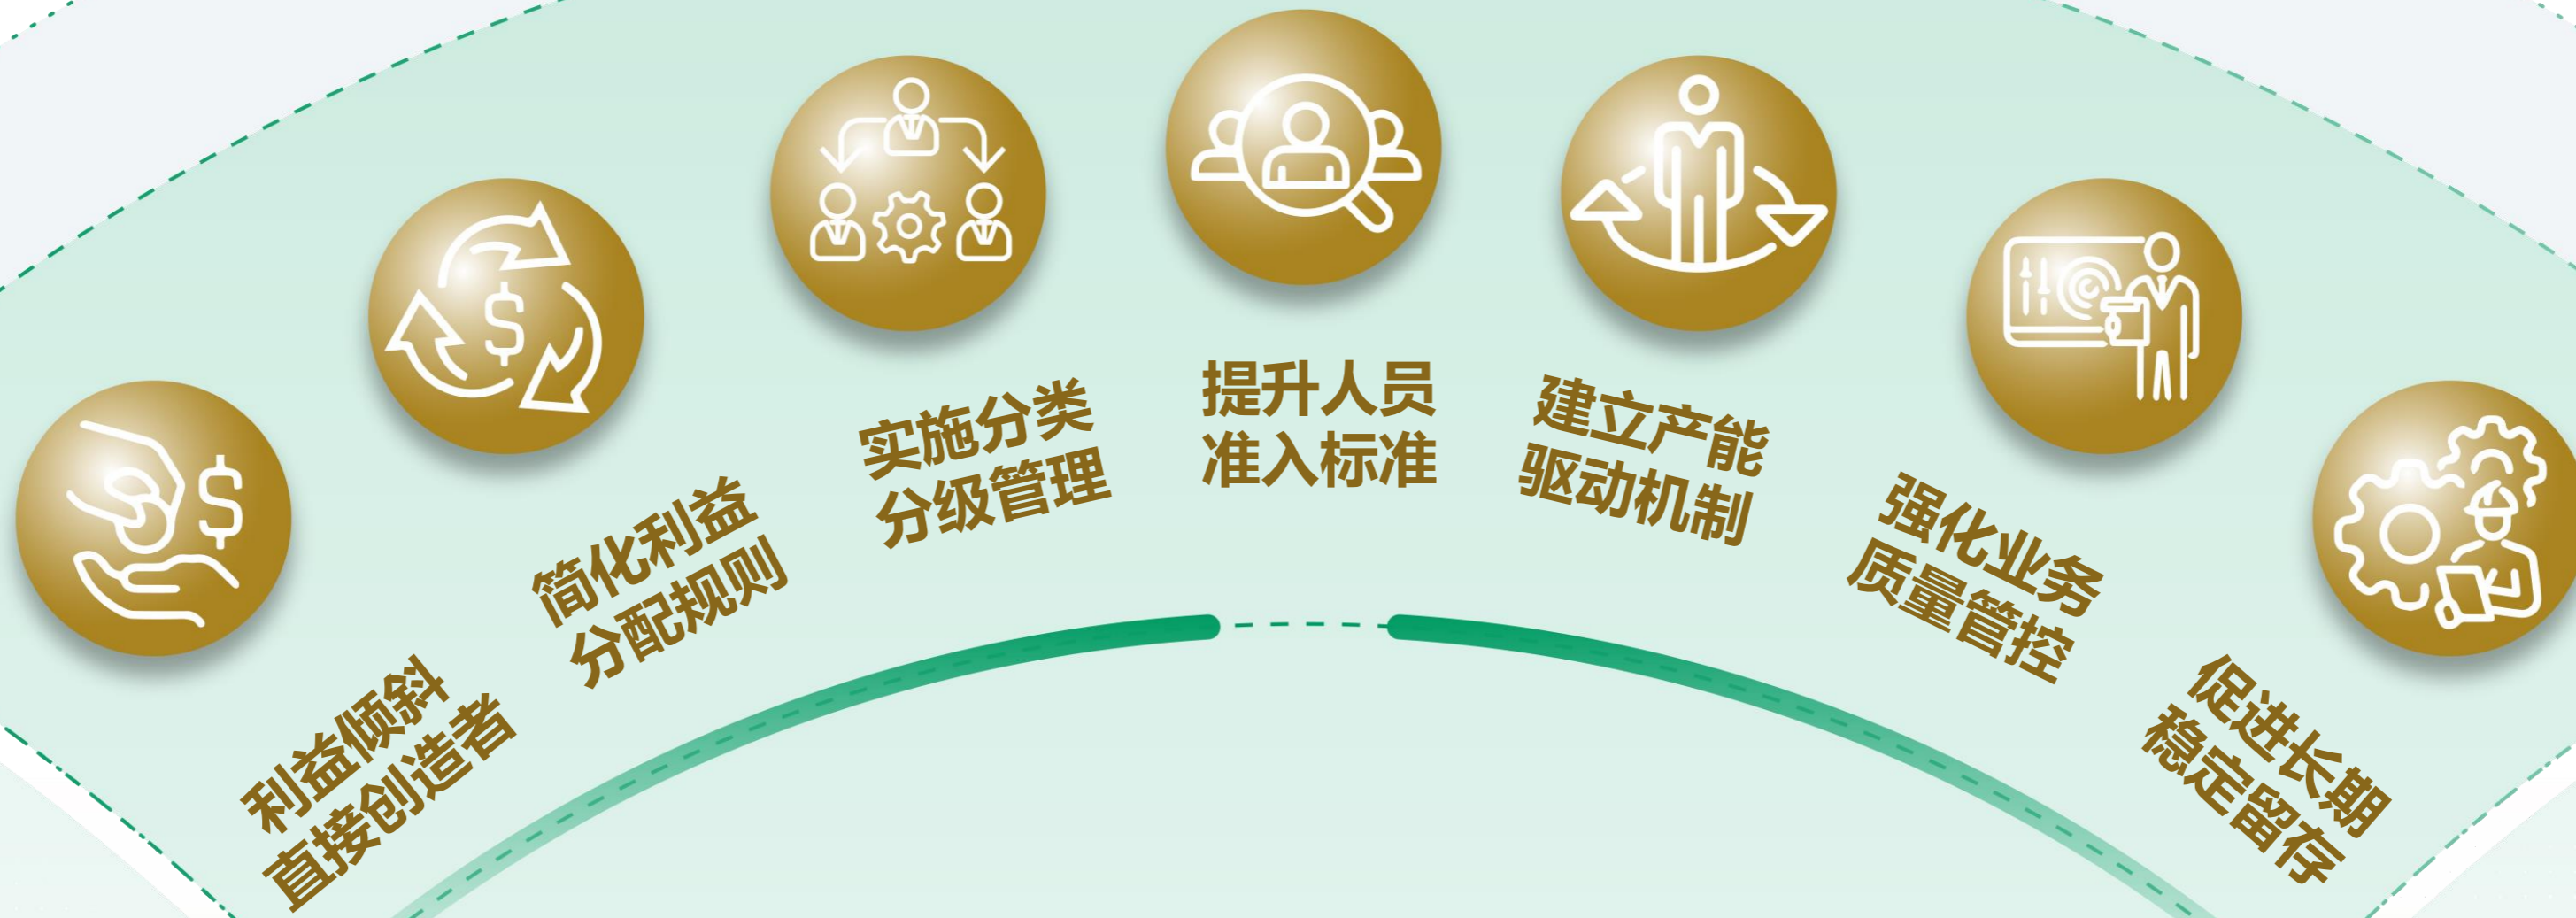 利益倾斜
直接创造者
简化利益
分配规则
实施分类
分级管理
提升人员
准入标准
建立产能
驱动机制
强化业务
质量管控
促进长期
稳定留存